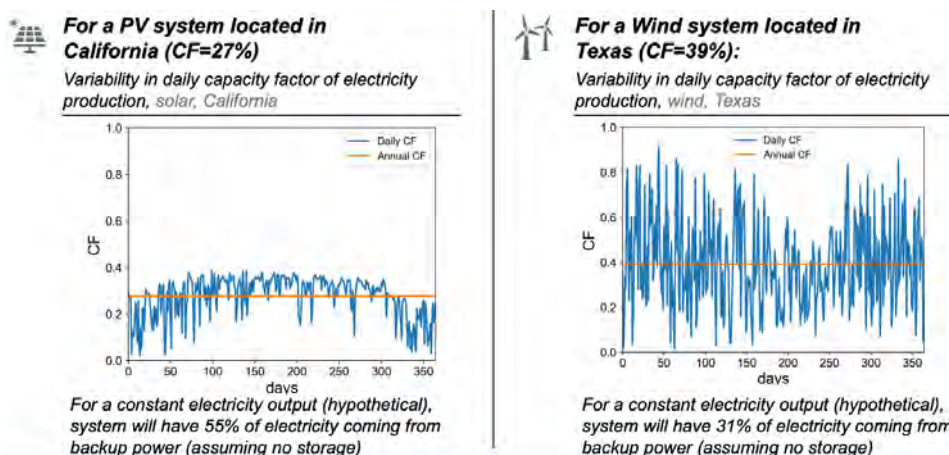 For a PV system located in
California (CF=27%)
Variability in daily capacity factor of electricity
production, solar, California
1.0
0.8
0.6
0.4
0.2
0.0
CF
Daily CF
Annual CF
0
50
100
150
200
250
300
350
days
For a constant electricity output (hypothetical),
system will have 55% of electricity coming from
backup power (assuming no storage)
For a Wind system located in
Texas (CF=39%):
Variability in daily capacity factor of electricity
production, wind, Texas
1.0
0.8
0.6
0.4
0.2
0.0
CF
Daily CF
Annual CF
0
50
100
150
200
250
300
350
days
For a constant electricity output (hypothetical),
system will have 31% of electricity coming from
backup power (assuming no storage)